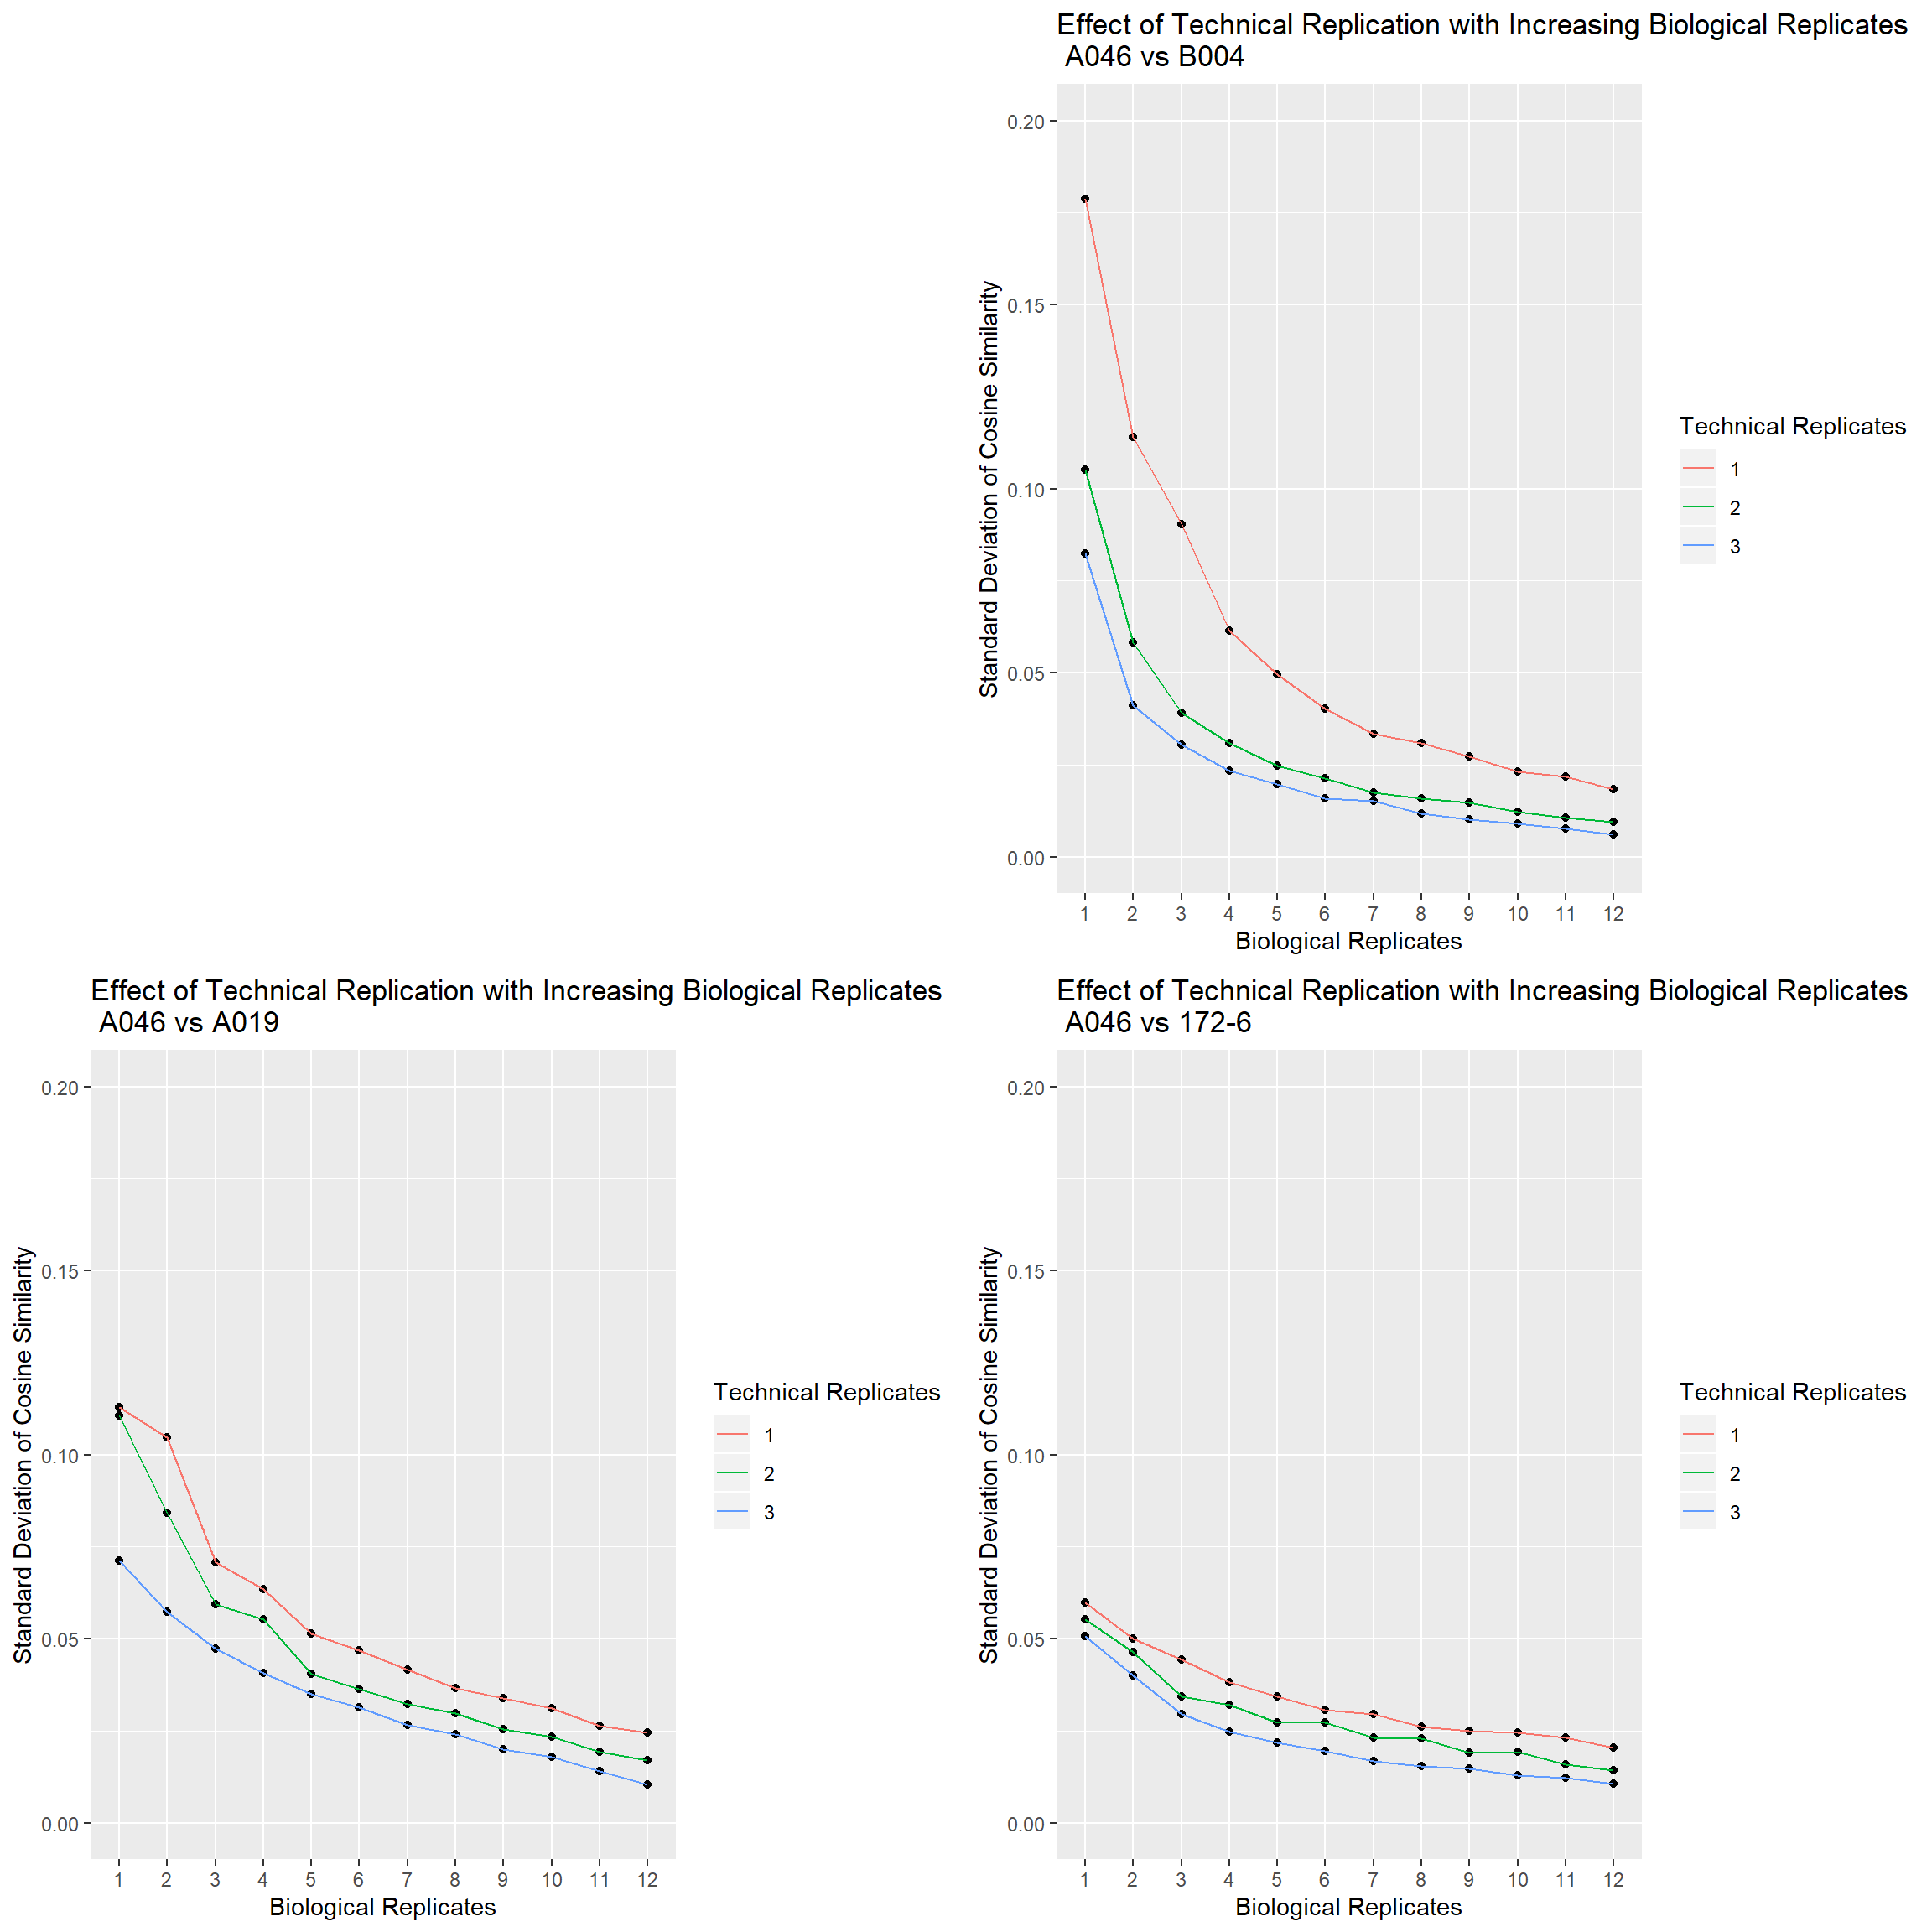 Effect of Technical Replication with Increasing Biological Replicates
A046 vs B004
Standard Deviation of Cosine Similarity
0.20
0.15
0.10
0.05
0.00
1 2 3 4 5 6 7 8 9 10 11 12
Biological Replicates
Technical Replicates
1
2
3
Effect of Technical Replication with Increasing Biological Replicates
A046 vs A019
Standard Deviation of Cosine Similarity
0.20
0.15
0.10
0.05
0.00
1 2 3 4 5 6 7 8 9 10 11 12
Biological Replicates
Technical Replicates
1
2
3
Effect of Technical Replication with Increasing Biological Replicates
A046 vs 172-6
Standard Deviation of Cosine Similarity
0.20
0.15
0.10
0.05
0.00
1 2 3 4 5 6 7 8 9 10 11 12
Biological Replicates
Technical Replicates
1
2
3